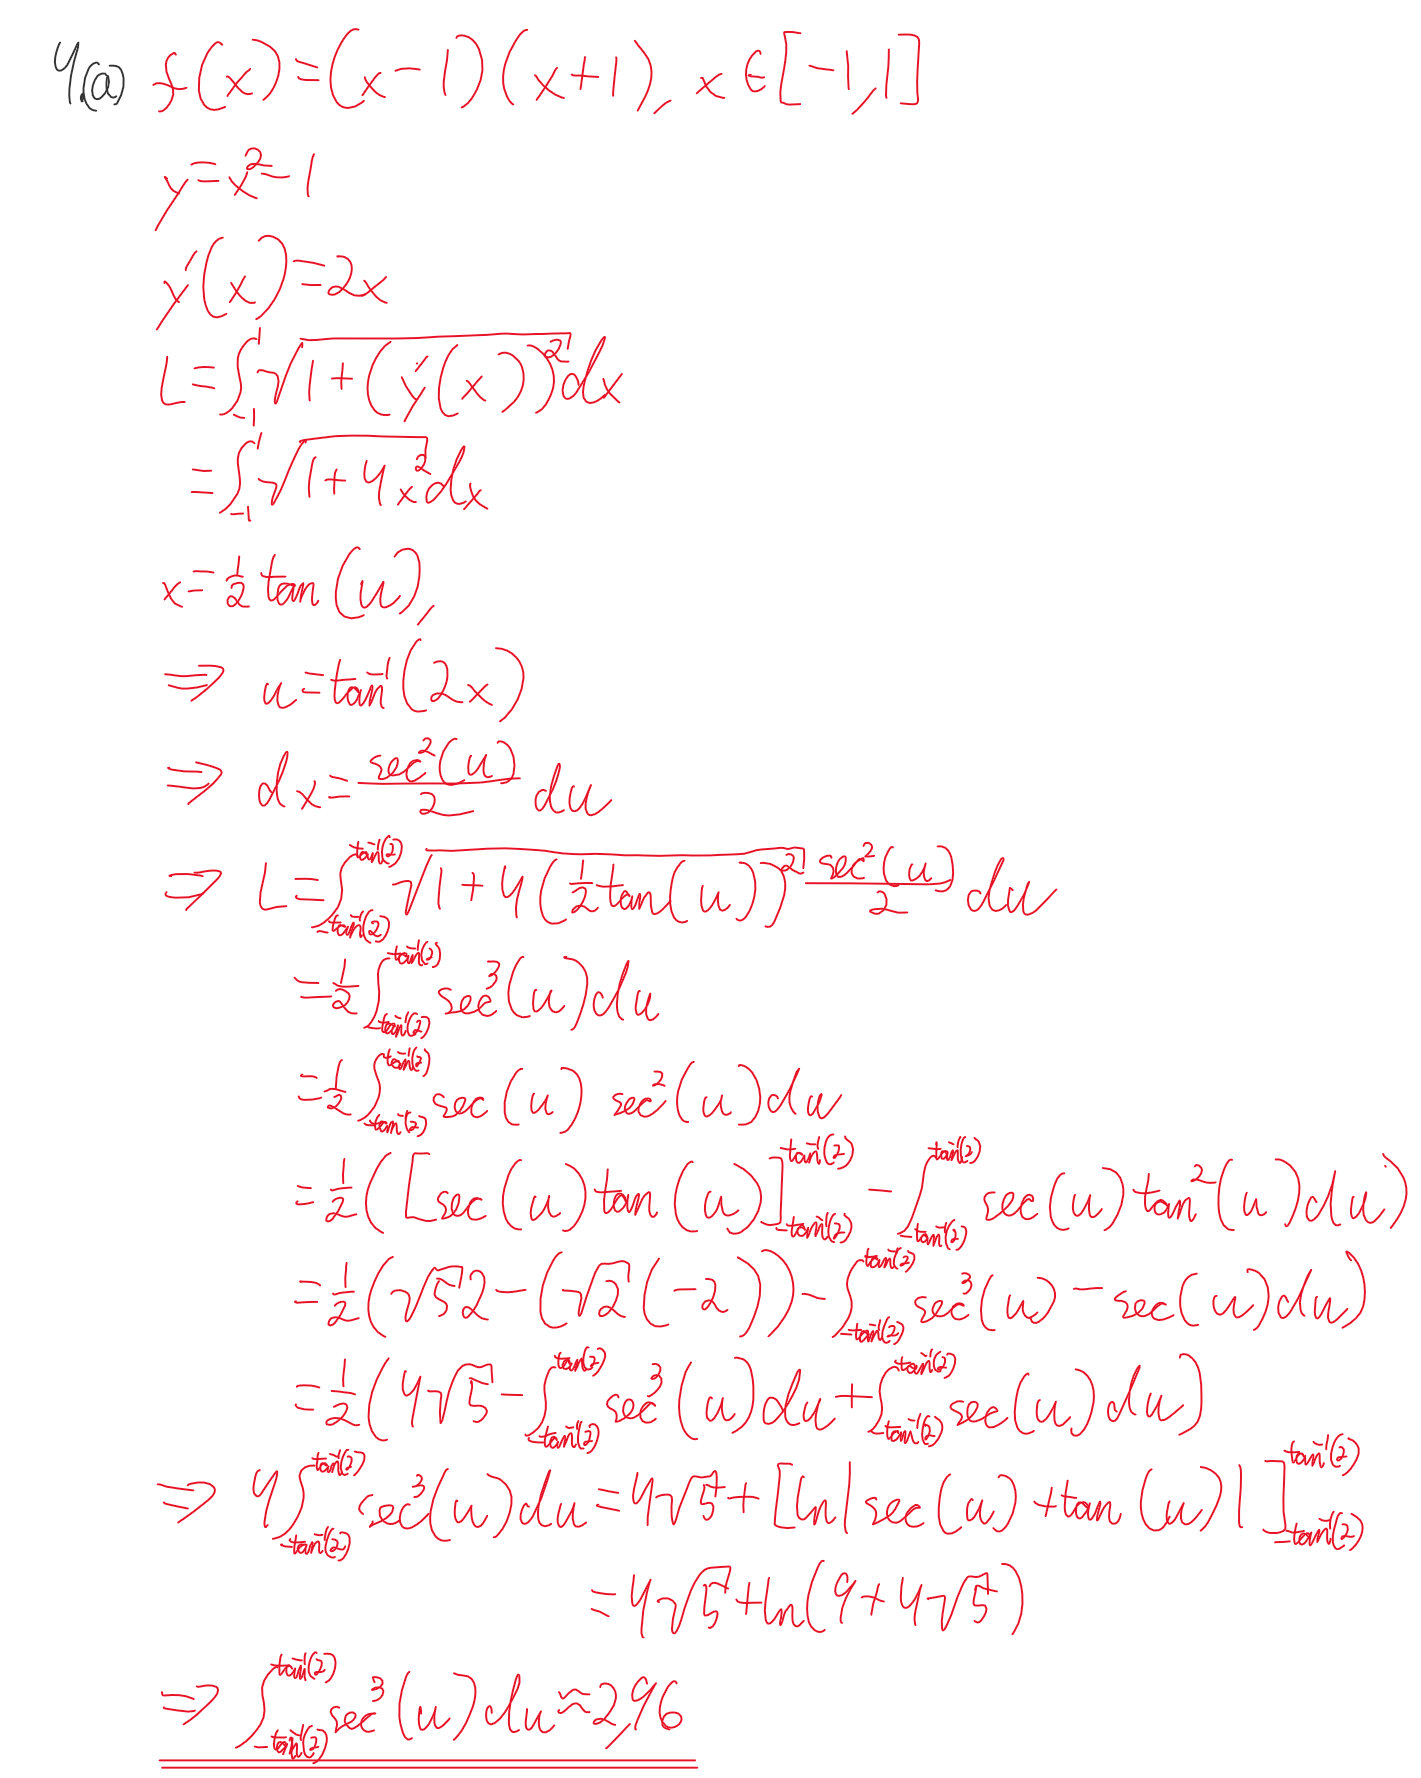 4(a) f(x)=(x-1)(x+1), x∈[-1,1]
y=x²-1
y'(x)=2x
L=∫_{-1}^{1}√(1+(y'(x))²)dx
=∫_{-1}^{1}√(1+4x²)dx
x=1/2 tan(u),
⇒ u=tan⁻¹(2x)
⇒ dx=sec²(u)/2 du
⇒ L=∫_{-tan⁻¹(2)}^{tan⁻¹(2)}√(1+4(1/2 tan(u))²) sec²(u)/2 du
=1/2∫_{-tan⁻¹(2)}^{tan⁻¹(2)}sec³(u)du
=1/2∫_{-tan⁻¹(2)}^{tan⁻¹(2)}sec(u) sec²(u)du
=1/2([sec(u)tan(u)]_{-tan⁻¹(2)}^{tan⁻¹(2)}-∫_{-tan⁻¹(2)}^{tan⁻¹(2)}sec(u)tan²(u)du)
=1/2(√5 2-(√2(-2))-∫_{-tan⁻¹(2)}^{tan⁻¹(2)}sec³(u)-sec(u)du)
=1/2(4√5-∫_{-tan⁻¹(2)}^{tan(2)}sec³(u)du+∫_{-tan⁻¹(2)}^{tan⁻¹(2)}sec(u)du)
⇒ 4∫_{-tan⁻¹(2)}^{tan⁻¹(2)}sec³(u)du=4√5+[ln|sec(u)+tan(u)|]_{-tan⁻¹(2)}^{tan⁻¹(2)}
=4√5+ln(9+4√5)
⇒ ∫_{-tan⁻¹(2)}^{tan⁻¹(2)}sec³(u)du≈2,96